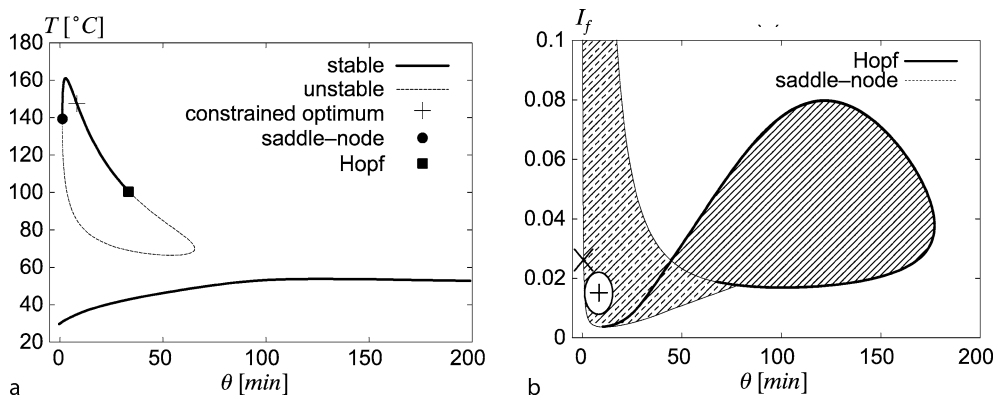 T [°C]
180
160
140
120
100
80
60
40
20
stable
unstable
constrained optimum
saddle–node
Hopf
0
50
100
150
200
θ [min]
a
I_f
0.1
0.08
0.06
0.04
0.02
0
Hopf
saddle–node
0
50
100
150
200
θ [min]
b